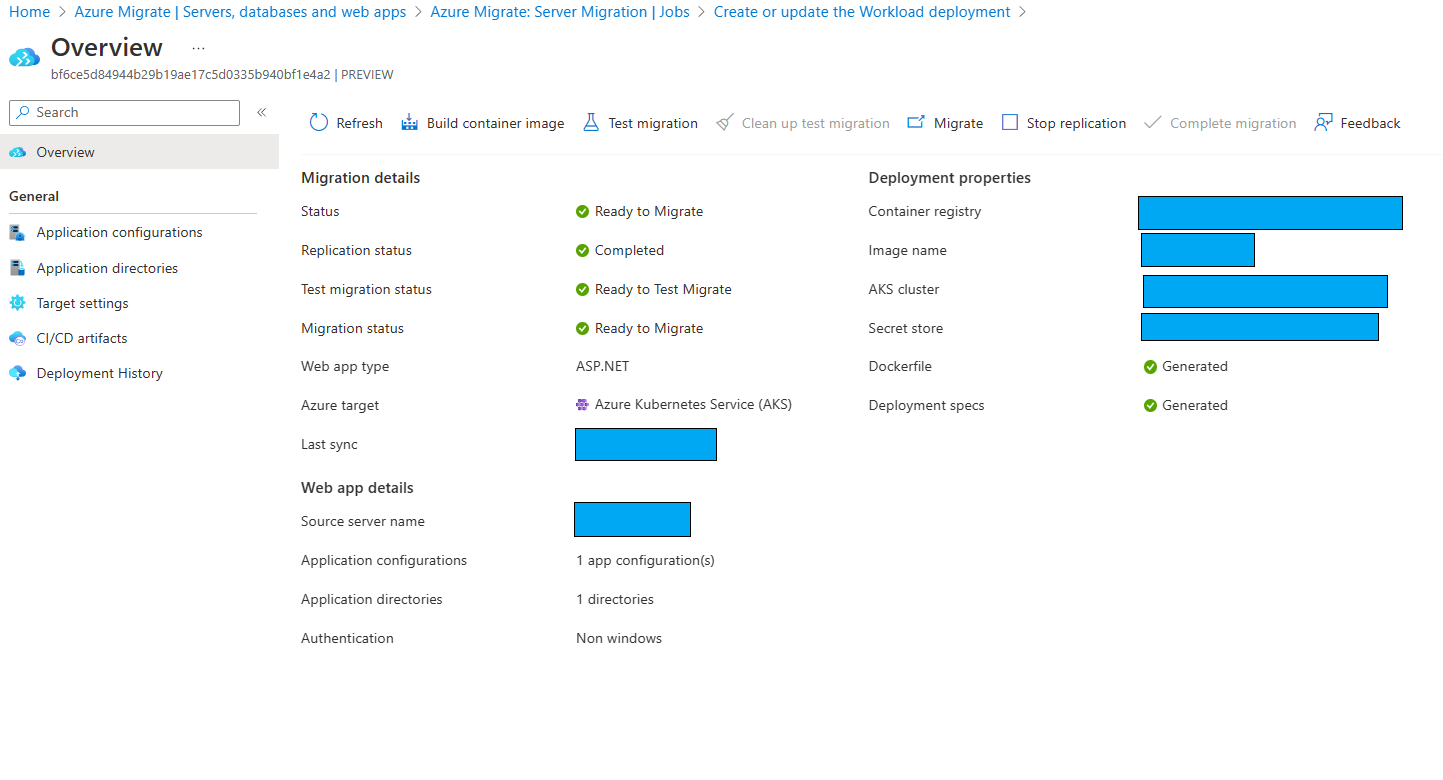 Home > Azure Migrate | Servers, databases and web apps > Azure Migrate: Server Migration | Jobs > Create or update the Workload deployment >
Overview ...
bf6ce5d84944b29b19ae17c5d0335b940bf1e4a2 | PREVIEW
Search «
Refresh Build container image Test migration Clean up test migration Migrate Stop replication Complete migration Feedback
Overview
General
Application configurations
Application directories
Target settings
CI/CD artifacts
Deployment History
Migration details
Status Ready to Migrate
Replication status Completed
Test migration status Ready to Test Migrate
Migration status Ready to Migrate
Web app type ASP.NET
Azure target Azure Kubernetes Service (AKS)
Last sync
Web app details
Source server name
Application configurations 1 app configuration(s)
Application directories 1 directories
Authentication Non windows
Deployment properties
Container registry
Image name
AKS cluster
Secret store
Dockerfile Generated
Deployment specs Generated